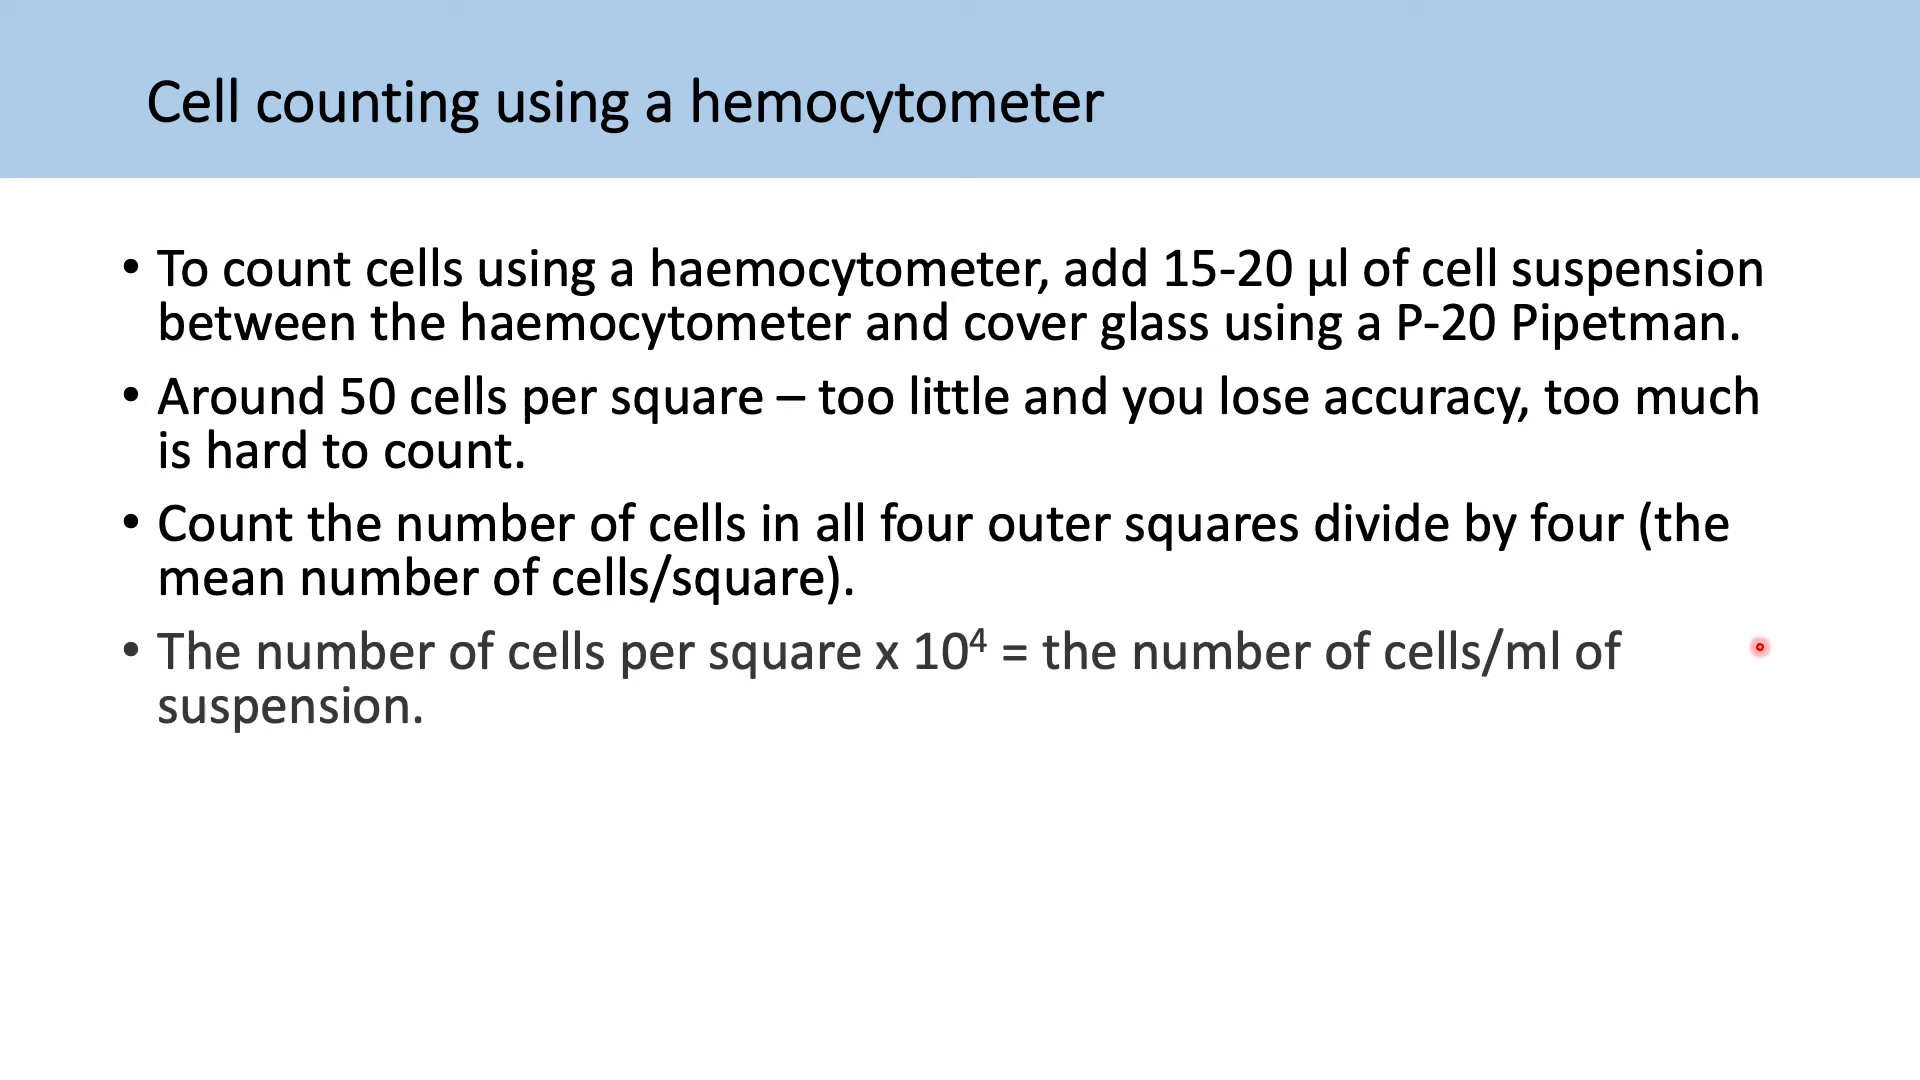 Cell counting using a hemocytometer
• To count cells using a haemocytometer, add 15-20 µl of cell suspension
between the haemocytometer and cover glass using a P-20 Pipetman.
• Around 50 cells per square – too little and you lose accuracy, too much
is hard to count.
• Count the number of cells in all four outer squares divide by four (the
mean number of cells/square).
• The number of cells per square x 10⁴ = the number of cells/ml of
suspension.